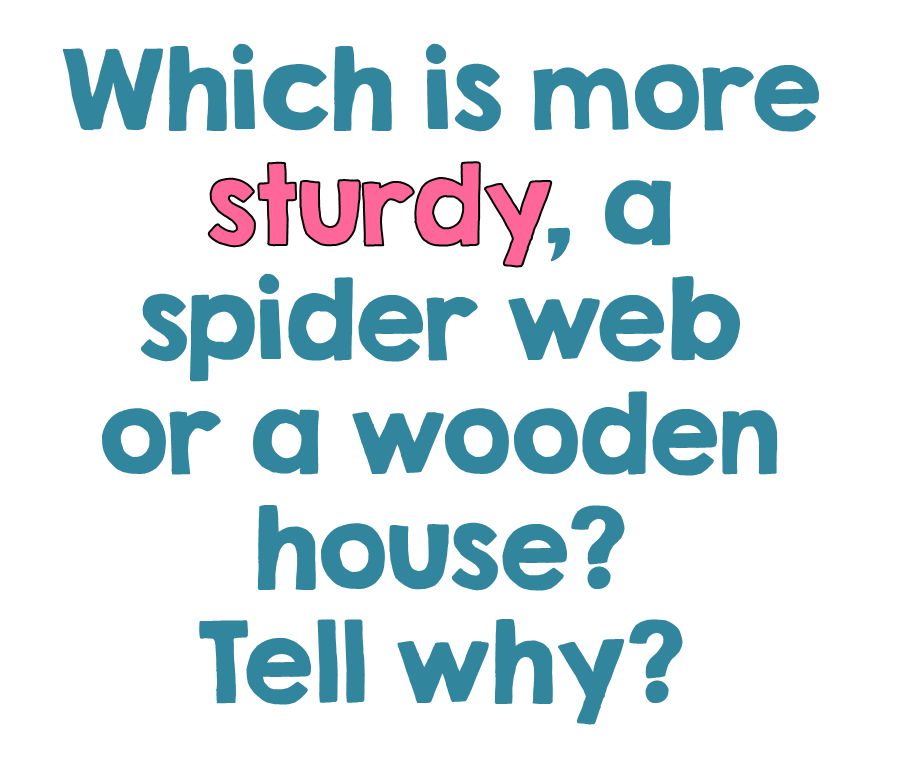 Which is more
sturdy, a
spider web
or a wooden
house?
Tell why?